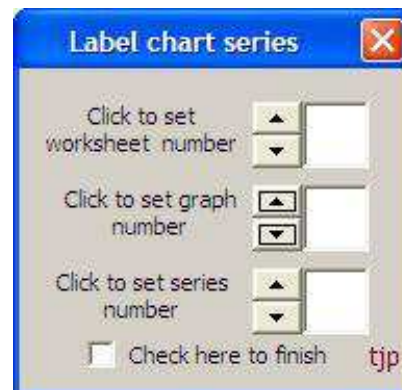 Label chart series
Click to set
worksheet number
Click to set graph
number
Click to set series
number
Check here to finish tjp